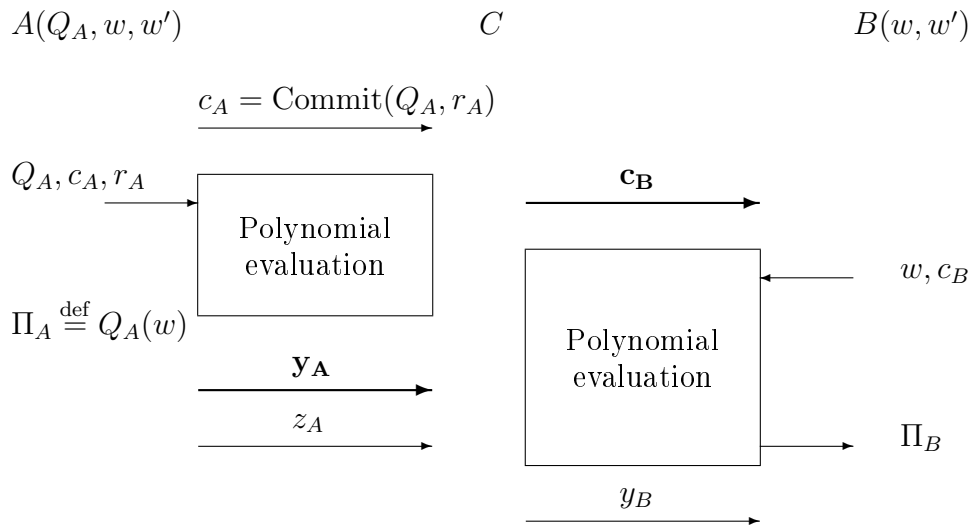 A(Q_A, w, w') C B(w, w')
c_A = Commit(Q_A, r_A)
Q_A, c_A, r_A
c_B
Polynomial
evaluation
w, c_B
Π_A def= Q_A(w)
Polynomial
evaluation
y_A
z_A
Π_B
y_B